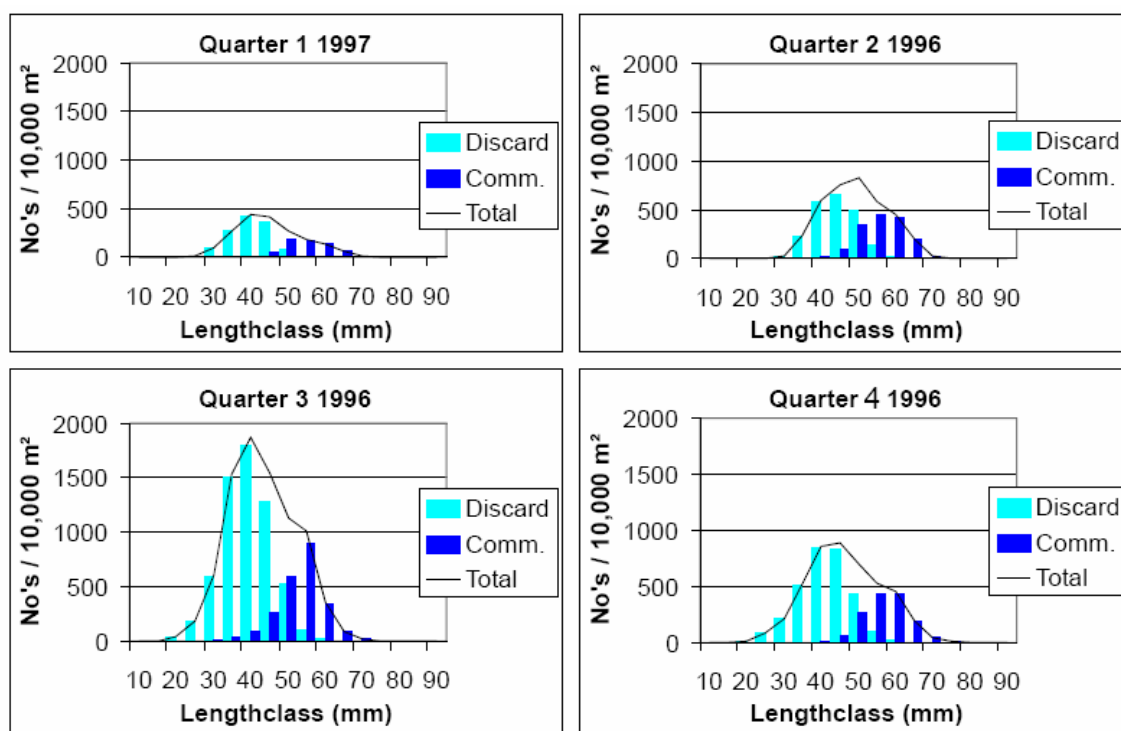 Quarter 1 1997
No's / 10,000 m²
2000
1500
1000
500
0
10 20 30 40 50 60 70 80 90
Lengthclass (mm)
Discard
Comm.
Total
Quarter 2 1996
No's / 10,000 m²
2000
1500
1000
500
0
10 20 30 40 50 60 70 80 90
Lengthclass (mm)
Discard
Comm.
Total
Quarter 3 1996
No's / 10,000 m²
2000
1500
1000
500
0
10 20 30 40 50 60 70 80 90
Lengthclass (mm)
Discard
Comm.
Total
Quarter 4 1996
No's / 10,000 m²
2000
1500
1000
500
0
10 20 30 40 50 60 70 80 90
Lengthclass (mm)
Discard
Comm.
Total